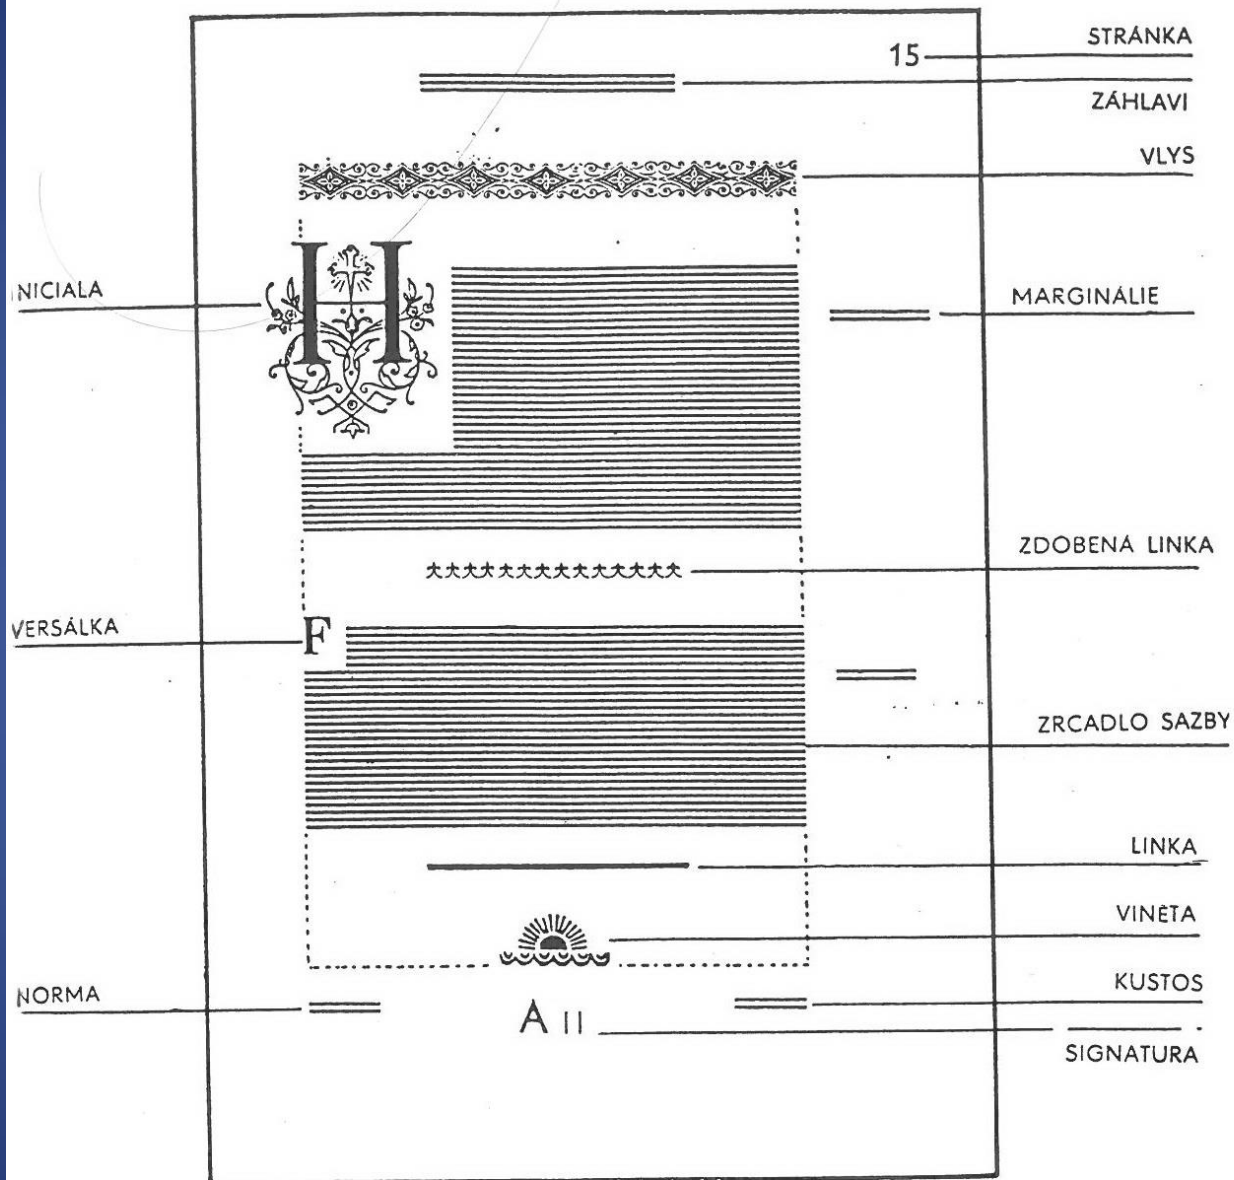 STRÁNKA
15
ZÁHLAVI
VLYS
H
INICIALA
MARGINÁLIE
ZDOBENÁ LINKA
VERSÁLKA
F
ZRCADLO SAZBY
LINKA
VINĚTA
NORMA
KUSTOS
A II
SIGNATURA